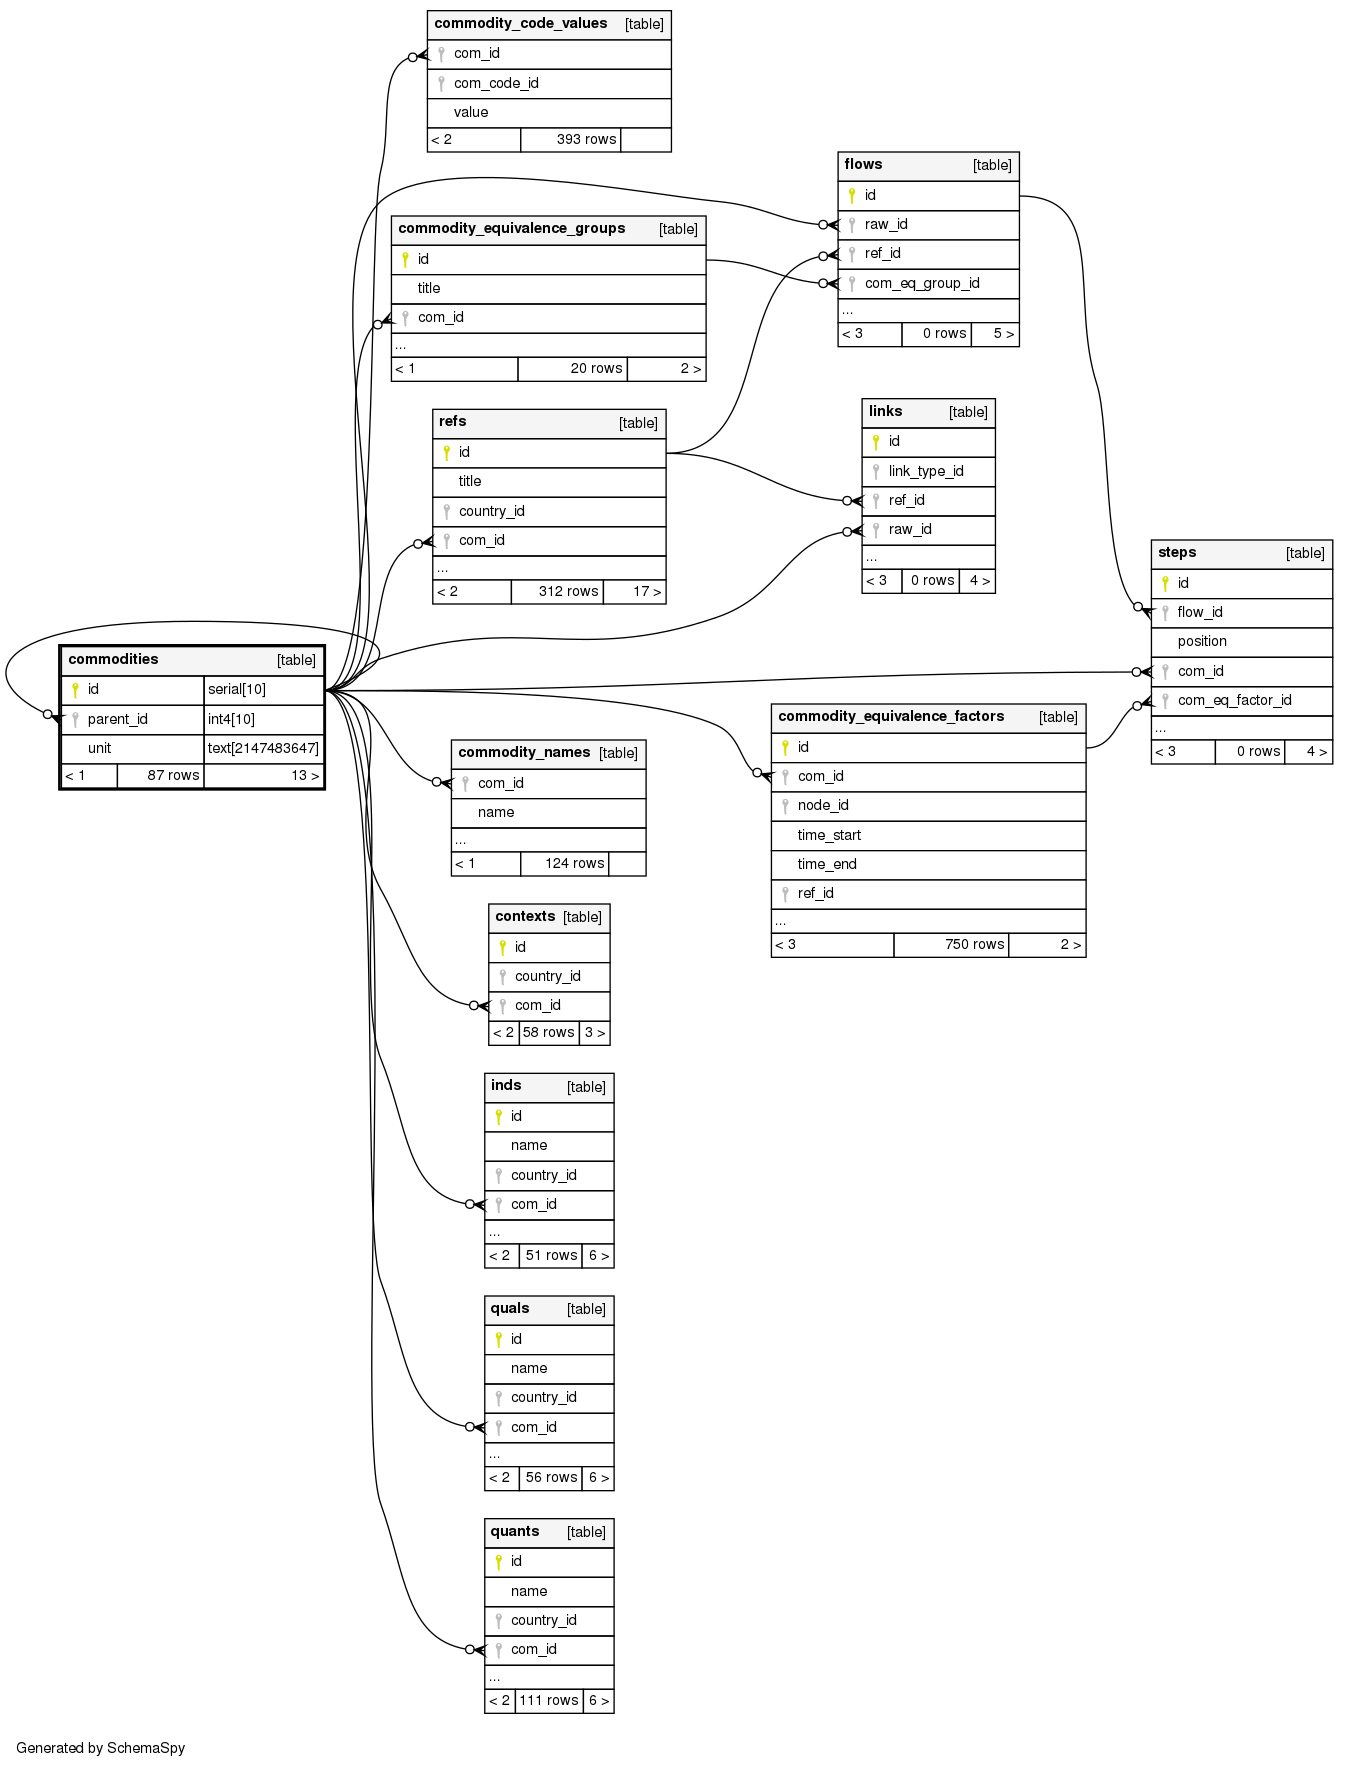 commodity_code_values [table]
com_id
com_code_id
value
< 2 393 rows
flows [table]
id
raw_id
ref_id
com_eq_group_id
...
< 3 0 rows 5 >
commodity_equivalence_groups [table]
id
title
com_id
...
< 1 20 rows 2 >
refs [table]
id
title
country_id
com_id
...
< 2 312 rows 17 >
links [table]
id
link_type_id
ref_id
raw_id
...
< 3 0 rows 4 >
steps [table]
id
flow_id
position
com_id
com_eq_factor_id
...
< 3 0 rows 4 >
commodities [table]
id serial[10]
parent_id int4[10]
unit text[2147483647]
< 1 87 rows 13 >
commodity_equivalence_factors [table]
id
com_id
node_id
time_start
time_end
ref_id
...
< 3 750 rows 2 >
commodity_names [table]
com_id
name
...
< 1 124 rows
contexts [table]
id
country_id
com_id
< 2 58 rows 3 >
inds [table]
id
name
country_id
com_id
...
< 2 51 rows 6 >
quals [table]
id
name
country_id
com_id
...
< 2 56 rows 6 >
quants [table]
id
name
country_id
com_id
...
< 2 111 rows 6 >
Generated by SchemaSpy